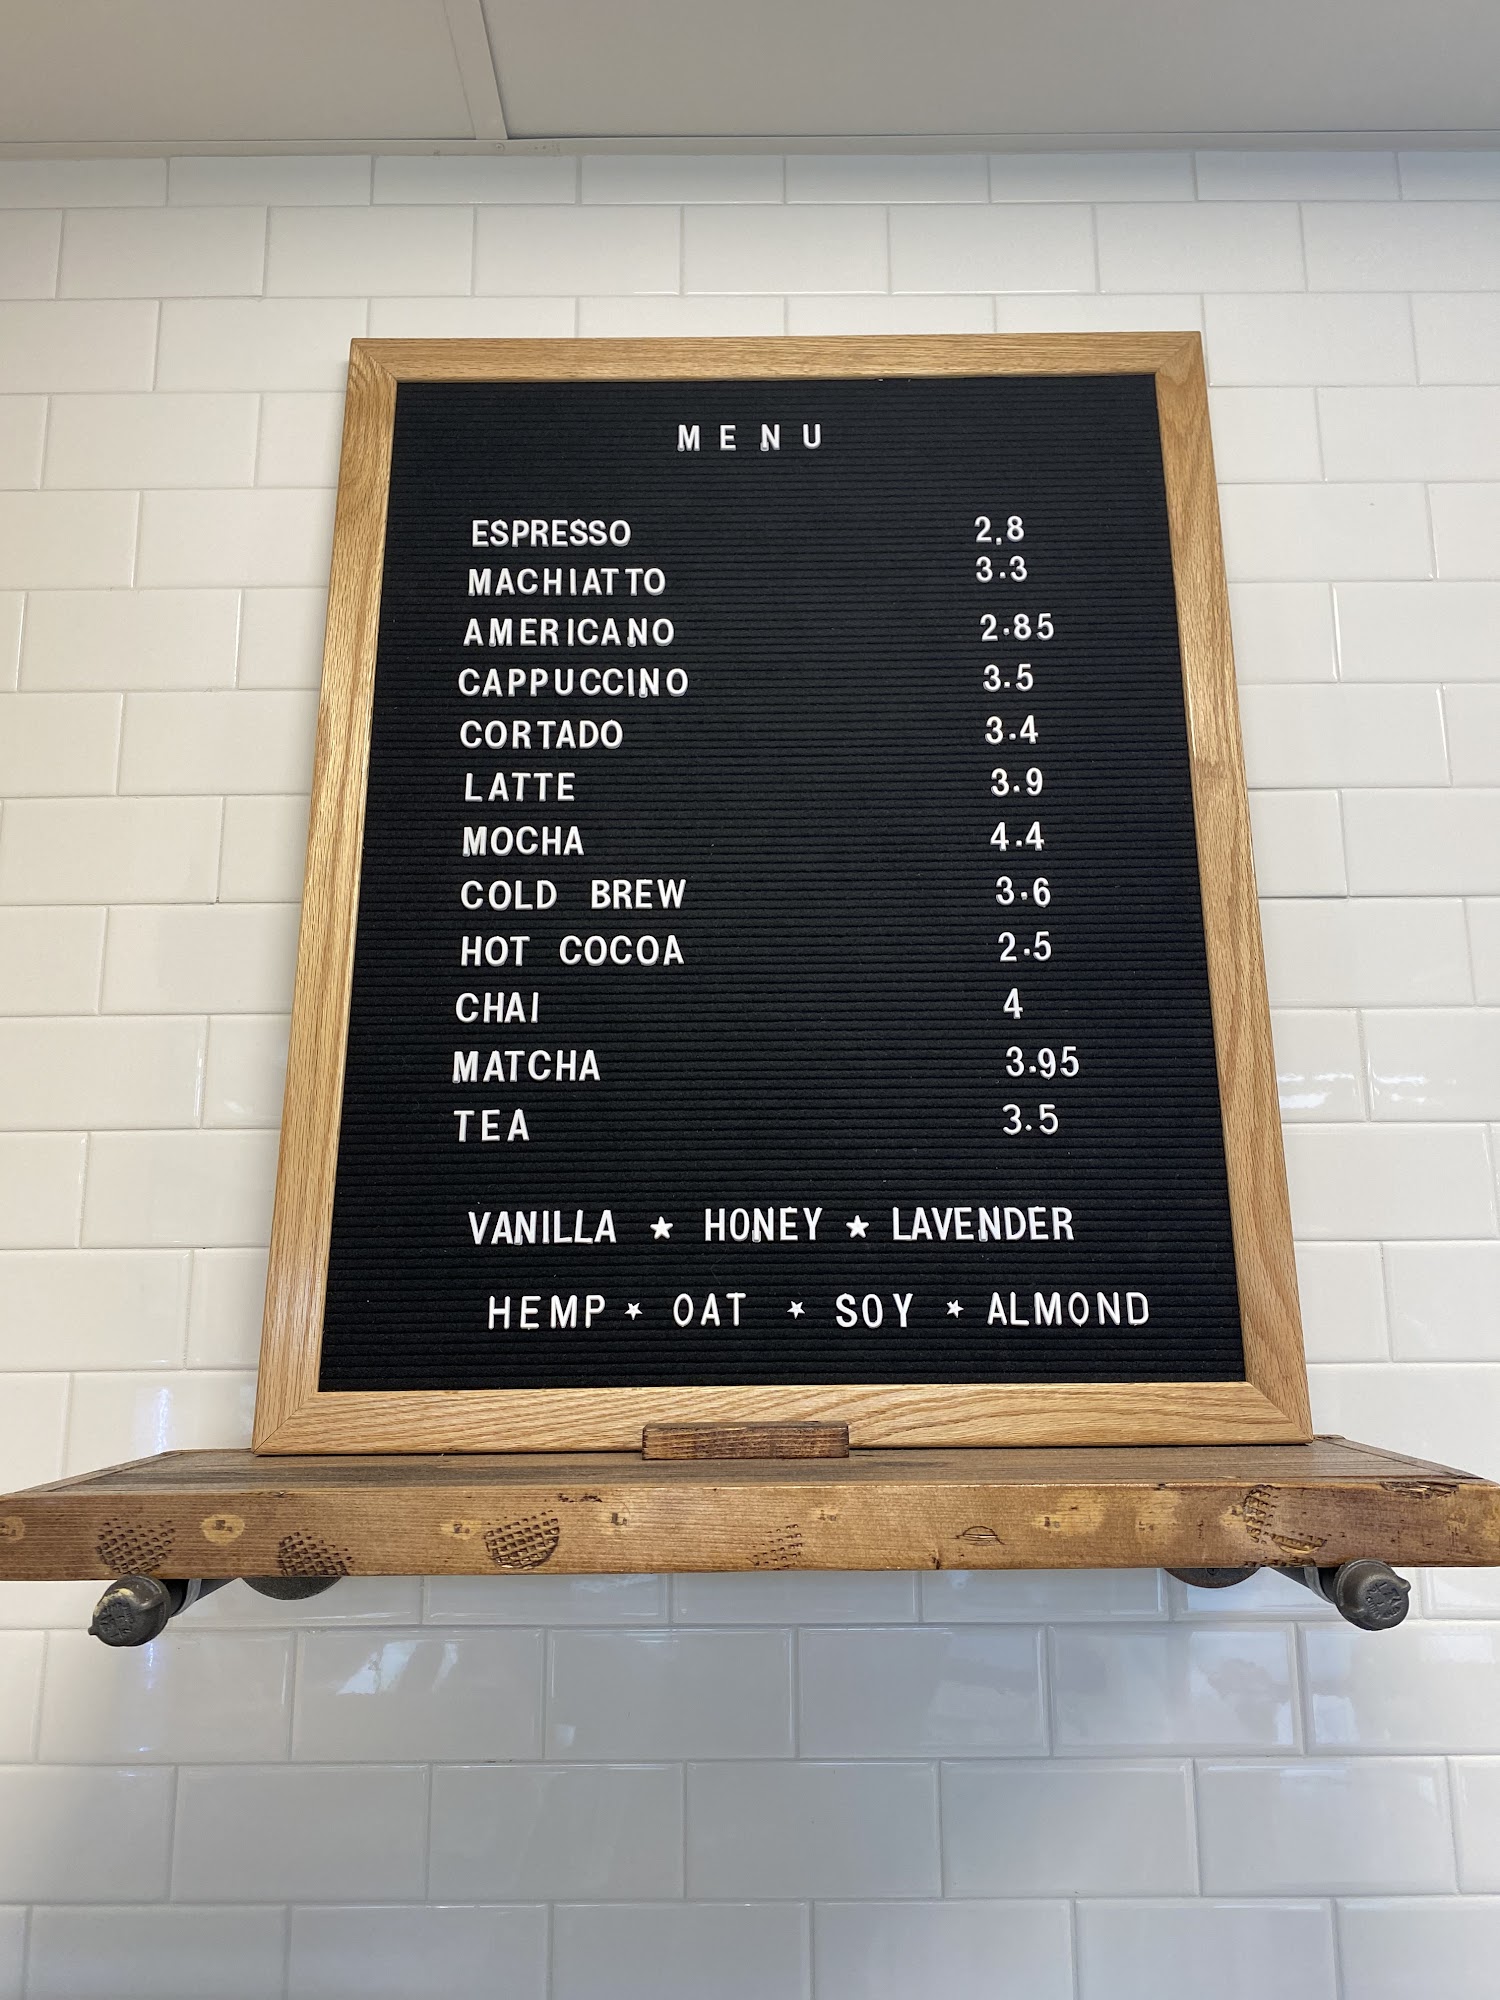 MENU
ESPRESSO 2.8
MACHIATTO 3.3
AMERICANO 2.85
CAPPUCCINO 3.5
CORTADO 3.4
LATTE 3.9
MOCHA 4.4
COLD BREW 3.6
HOT COCOA 2.5
CHAI 4
MATCHA 3.95
TEA 3.5
VANILLA ★ HONEY ★ LAVENDER
HEMP ★ OAT ★ SOY ★ ALMOND